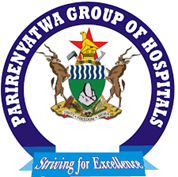 PARIRENYATWA GROUP OF HOSPITALS
Striving for Excellence